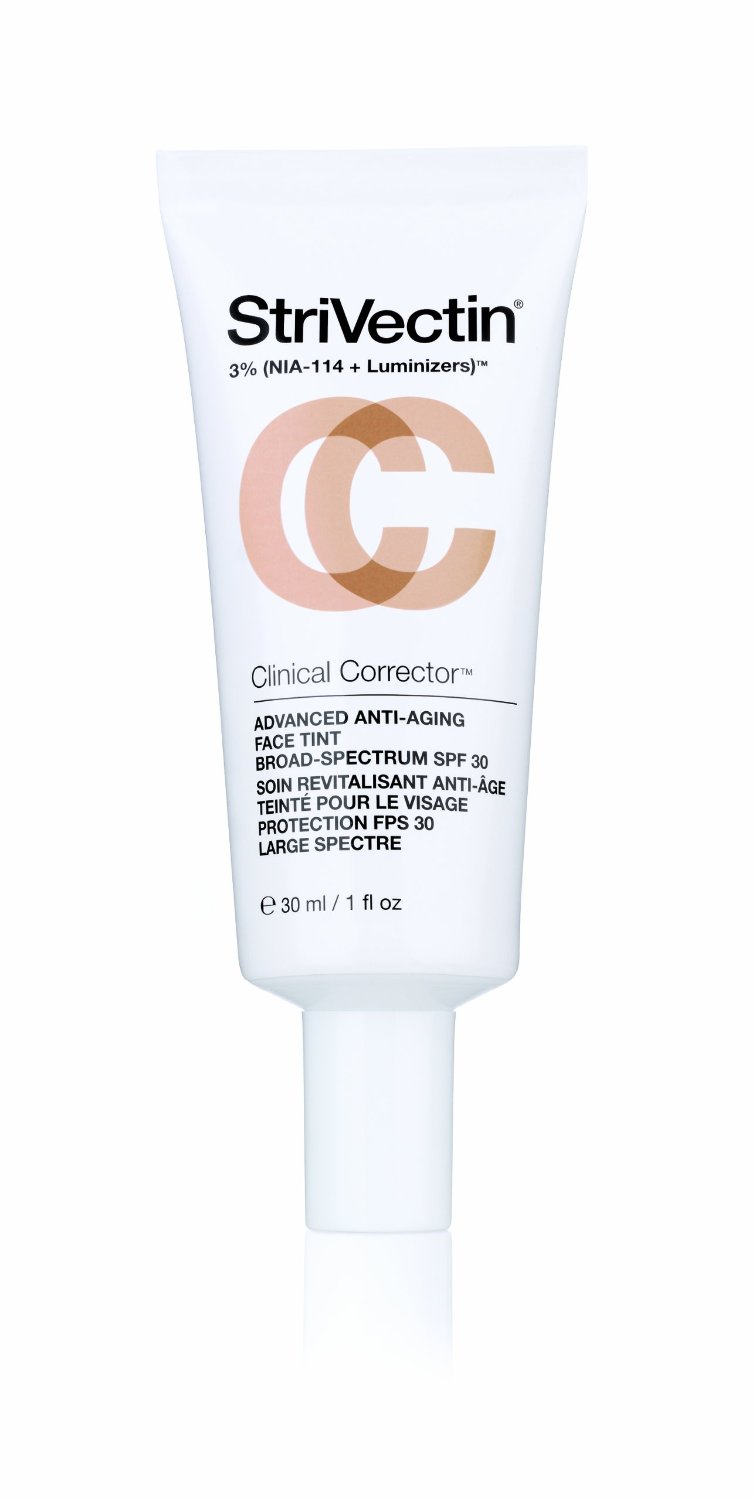 StriVectin®
3% (NIA-114 + Luminizers)™
CC
Clinical Corrector™
ADVANCED ANTI-AGING
FACE TINT
BROAD-SPECTRUM SPF 30
SOIN REVITALISANT ANTI-ÂGE
TEINTÉ POUR LE VISAGE
PROTECTION FPS 30
LARGE SPECTRE
℮ 30 ml / 1 fl oz